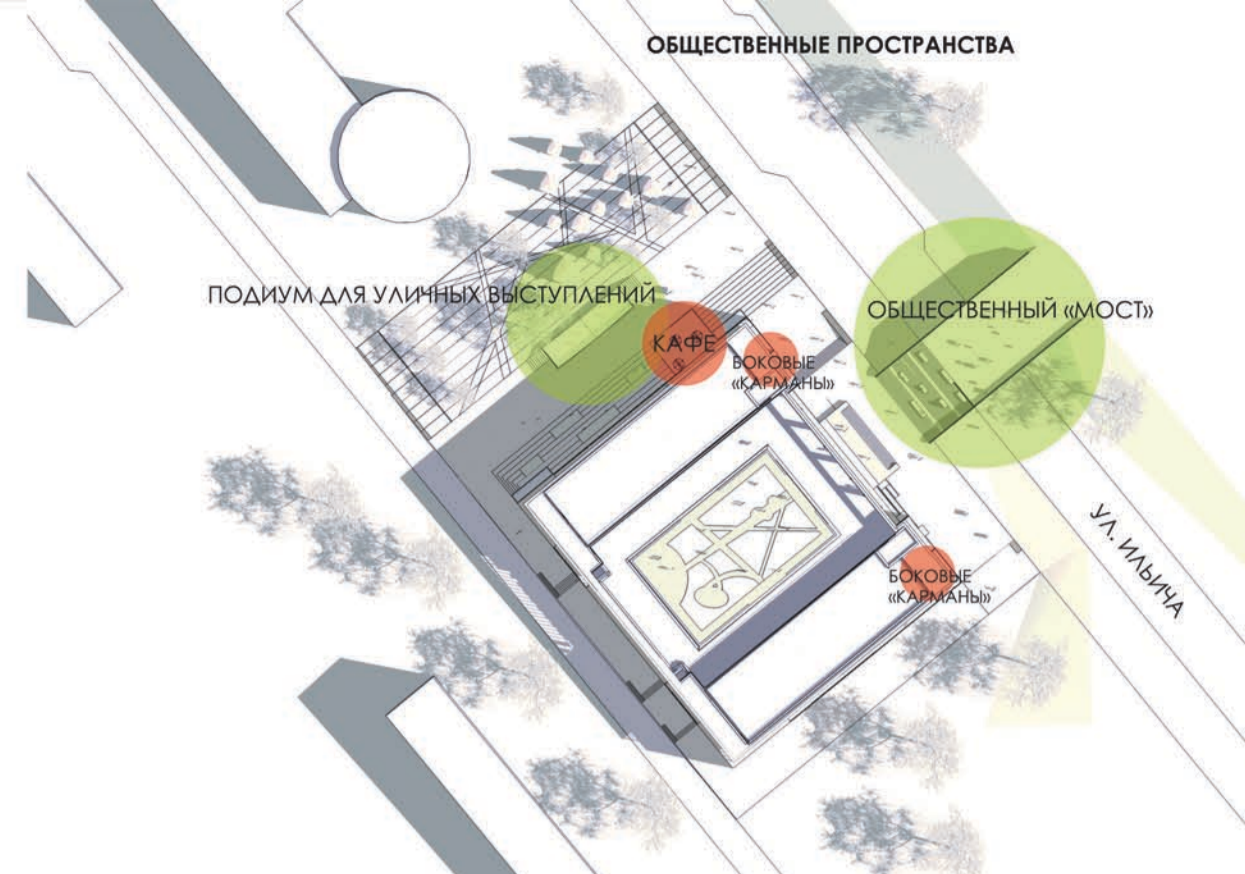 ОБЩЕСТВЕННЫЕ ПРОСТРАНСТВА
ПОДИУМ ДЛЯ УЛИЧНЫХ ВЫСТУПЛЕНИЙ
ОБЩЕСТВЕННЫЙ «МОСТ»
КАФЕ
БОКОВЫЕ
«КАРМАНЫ»
УЛ. ИЛЬИЧА
БОКОВЫЕ
«КАРМАНЫ»